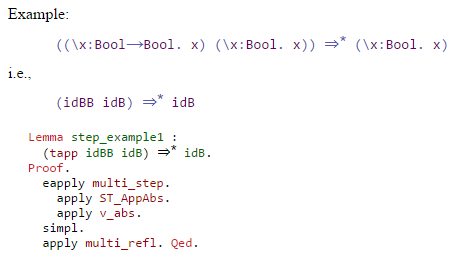 Example:
((\x:Bool→Bool. x) (\x:Bool. x)) ⇒* (\x:Bool. x)
i.e.,
(idBB idB) ⇒* idB
Lemma step_example1 :
(tapp idBB idB) ⇒* idB.
Proof.
eapply multi_step.
apply ST_AppAbs.
apply v_abs.
simpl.
apply multi_refl. Qed.